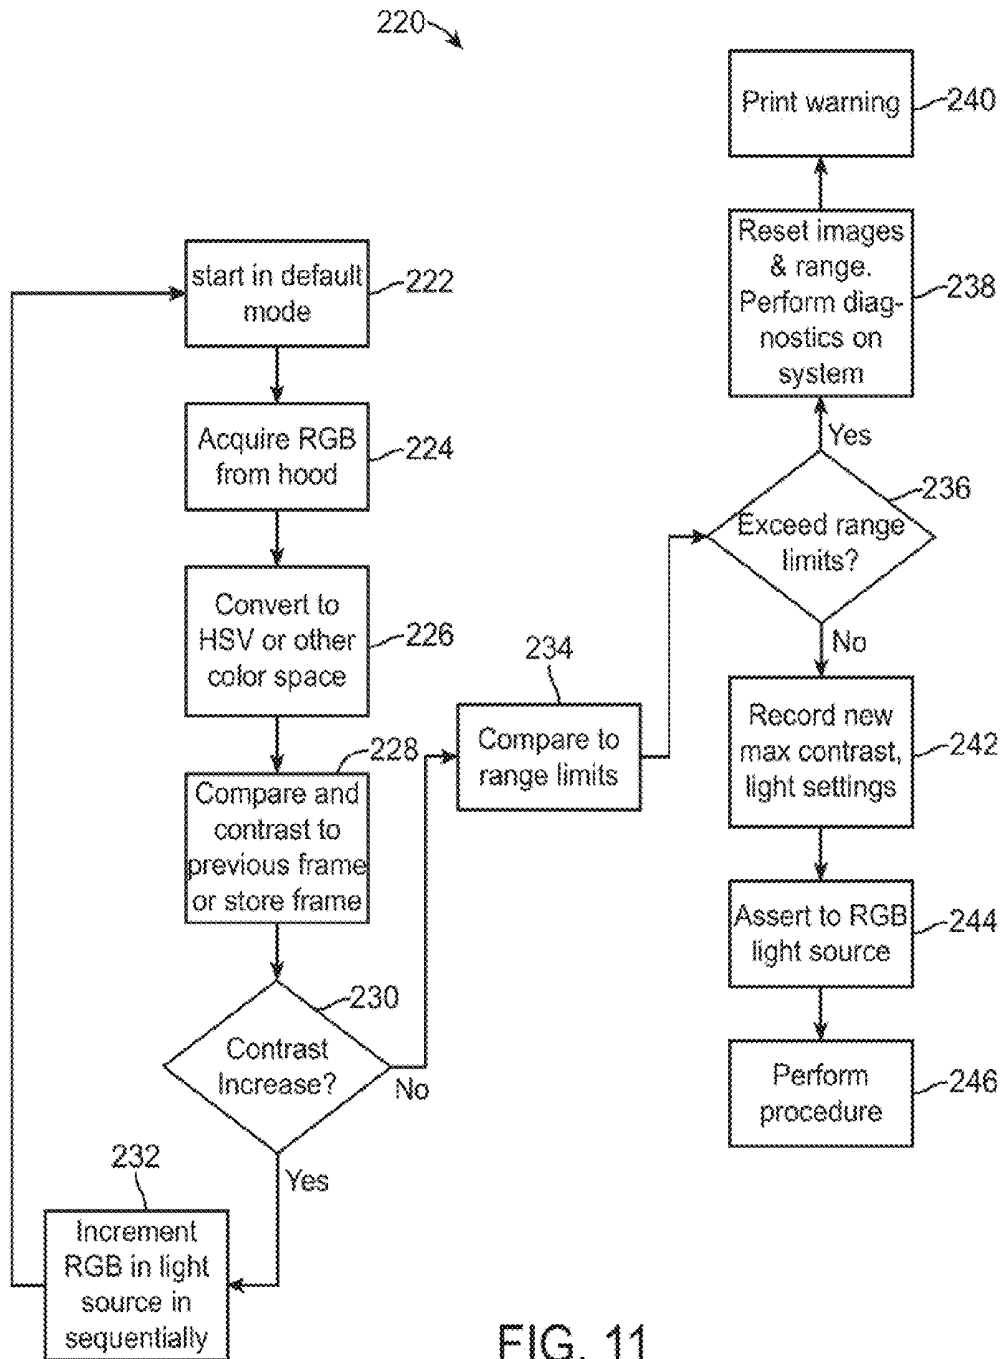 220
Print warning
240
Reset images
& range.
Perform diag-
nostics on
system
238
start in default
mode
222
Acquire RGB
from hood
224
Yes
236
Exceed range
limits?
No
Convert to
HSV or other
color space
226
234
Compare to
range limits
Record new
max contrast,
light settings
242
228
Compare and
contrast to
previous frame
or store frame
Assert to RGB
light source
244
230
Contrast
Increase?
No
Yes
Perform
procedure
246
232
Increment
RGB in light
source in
sequentially
FIG. 11